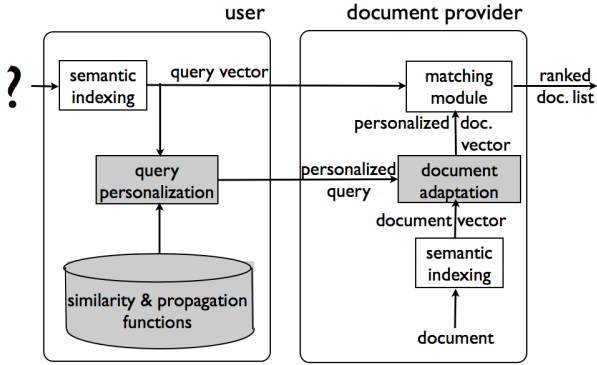 user
document provider
?
semantic
indexing
query vector
matching
module
ranked
doc. list
personalized doc.
vector
query
personalization
personalized
query
document
adaptation
document vector
semantic
indexing
similarity & propagation
functions
document